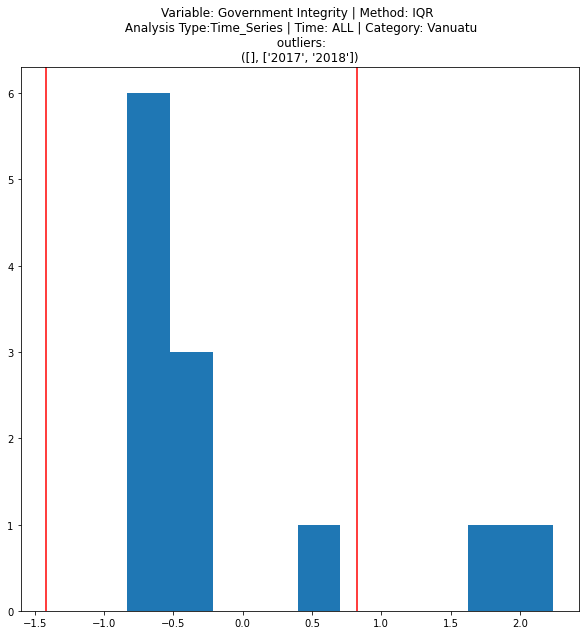 Variable: Government Integrity | Method: IQR
Analysis Type:Time_Series | Time: ALL | Category: Vanuatu
outliers:
([], ['2017', '2018'])
6
5
4
3
2
1
0
−1.5 −1.0 −0.5 0.0 0.5 1.0 1.5 2.0